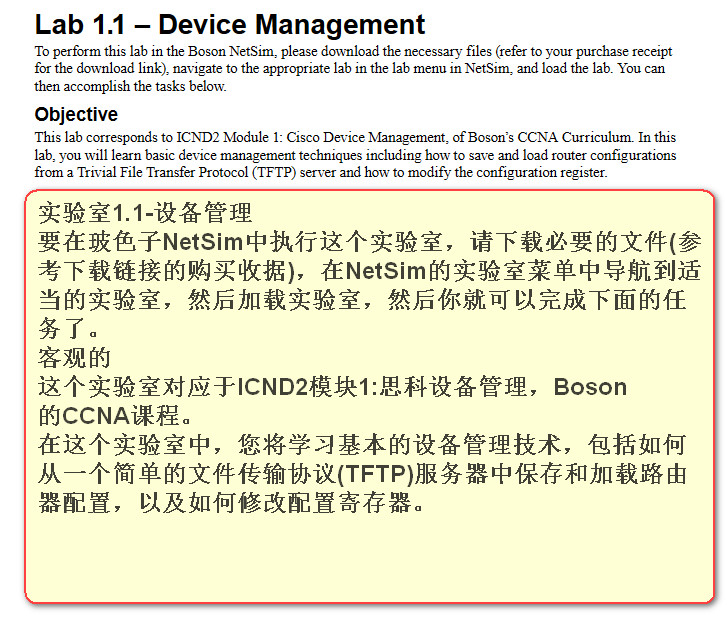 Lab 1.1 – Device Management
To perform this lab in the Boson NetSim, please download the necessary files (refer to your purchase receipt
for the download link), navigate to the appropriate lab in the lab menu in NetSim, and load the lab. You can
then accomplish the tasks below.
Objective
This lab corresponds to ICND2 Module 1: Cisco Device Management, of Boson’s CCNA Curriculum. In this
lab, you will learn basic device management techniques including how to save and load router configurations
from a Trivial File Transfer Protocol (TFTP) server and how to modify the configuration register.
实验室1.1-设备管理
要在玻色子NetSim中执行这个实验室，请下载必要的文件(参
考下载链接的购买收据)，在NetSim的实验室菜单中导航到适
当的实验室，然后加载实验室，然后你就可以完成下面的任
务了。
客观的
这个实验室对应于ICND2模块1:思科设备管理，Boson
的CCNA课程。
在这个实验室中，您将学习基本的设备管理技术，包括如何
从一个简单的文件传输协议(TFTP)服务器中保存和加载路由
器配置，以及如何修改配置寄存器。